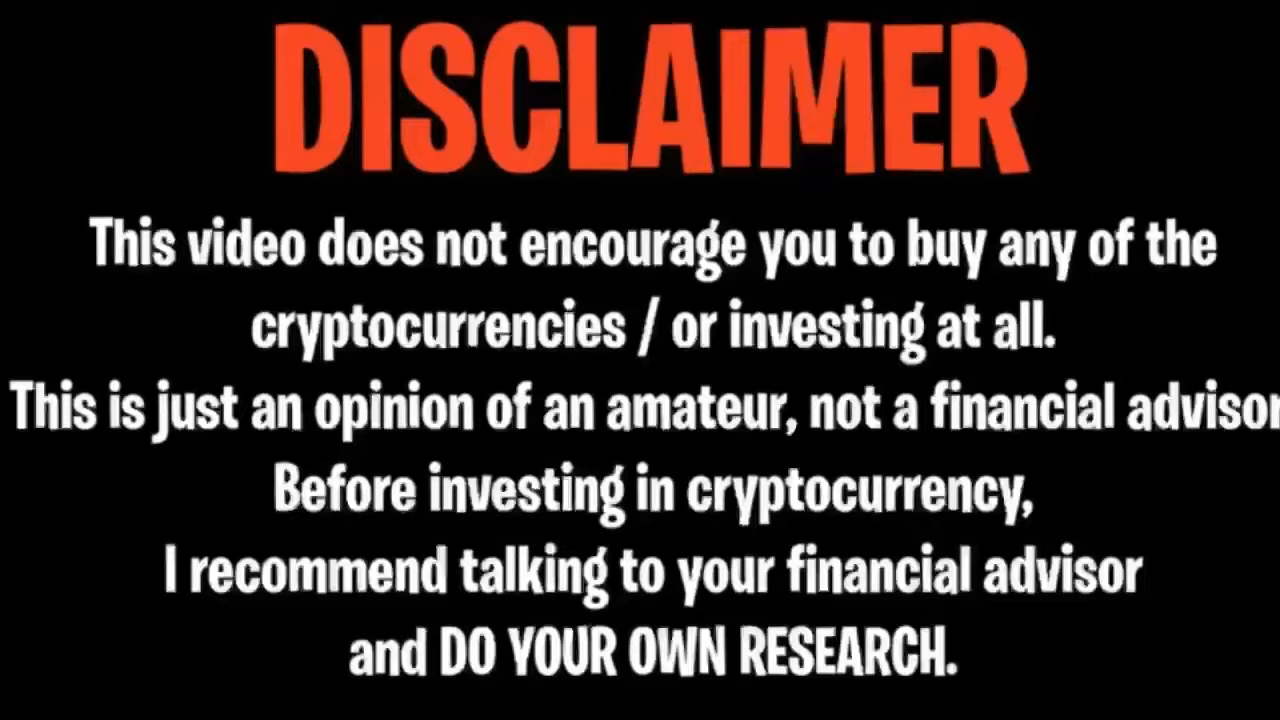 DISCLAIMER
This video does not encourage you to buy any of the
cryptocurrencies / or investing at all.
This is just an opinion of an amateur, not a financial advisor
Before investing in cryptocurrency,
I recommend talking to your financial advisor
and DO YOUR OWN RESEARCH.